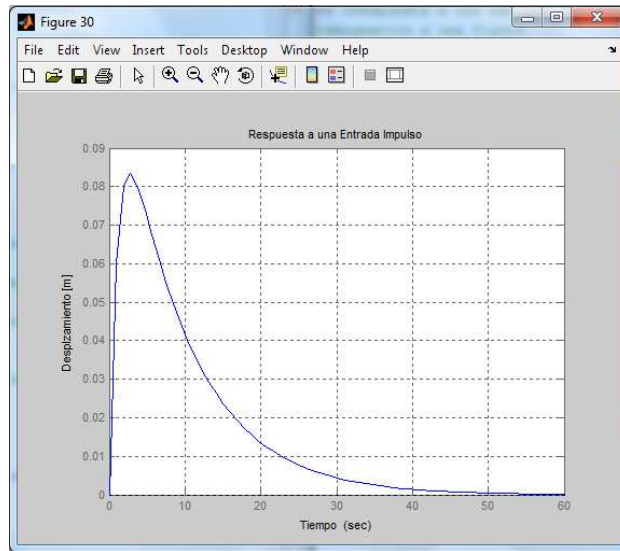 Figure 30
File Edit View Insert Tools Desktop Window Help
Respuesta a una Entrada Impulso
0.09
0.08
0.07
0.06
0.05
0.04
0.03
0.02
0.01
0
Desplzamiento [m]
0 10 20 30 40 50 60
Tiempo (sec)